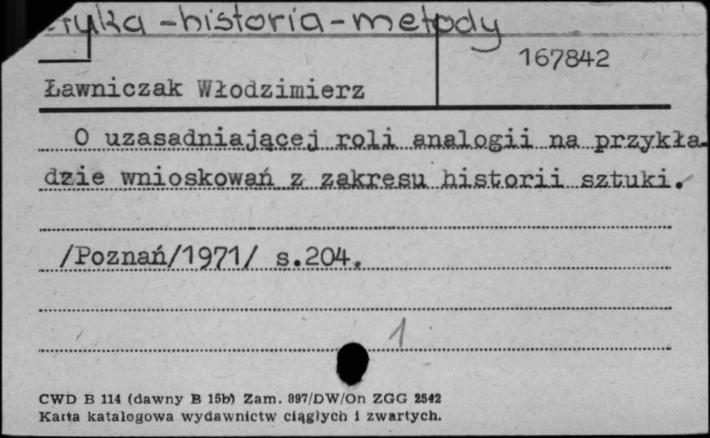 -historia-metody
167842
Ławniczak Włodzimierz
O uzasadniającej roli analogii na przykła-
dzie wnioskowań z zakresu historii sztuki.
/Poznań/1971/ s.204.
1
CWD B 114 (dawny B 15b) Zam. 897/DW/On ZGG 2542
Karta katalogowa wydawnictw ciągłych i zwartych.